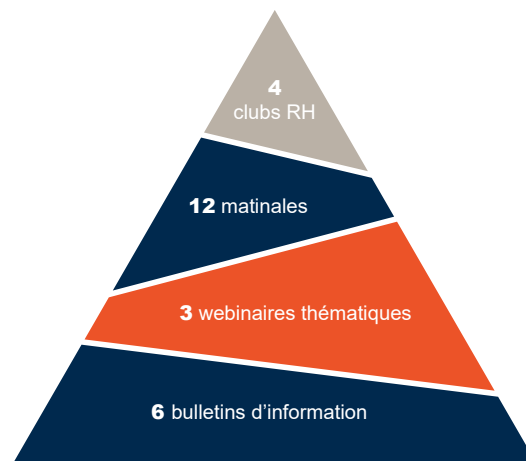 4
clubs RH
12 matinales
3 webinaires thématiques
6 bulletins d’information